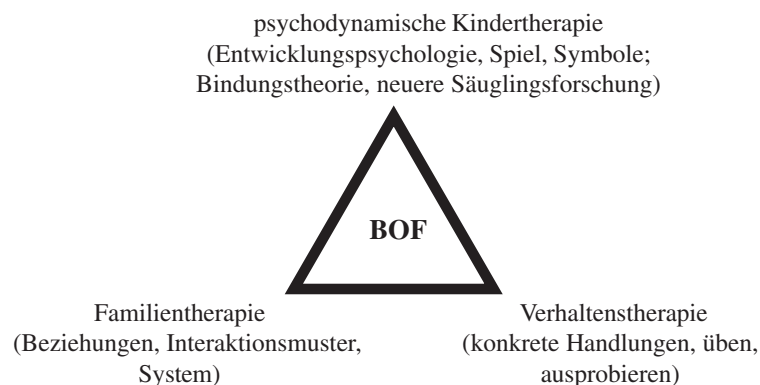 psychodynamische Kindertherapie
(Entwicklungspsychologie, Spiel, Symbole;
Bindungstheorie, neuere Säuglingsforschung)
BOF
Familientherapie
(Beziehungen, Interaktionsmuster,
System)
Verhaltenstherapie
(konkrete Handlungen, üben,
ausprobieren)